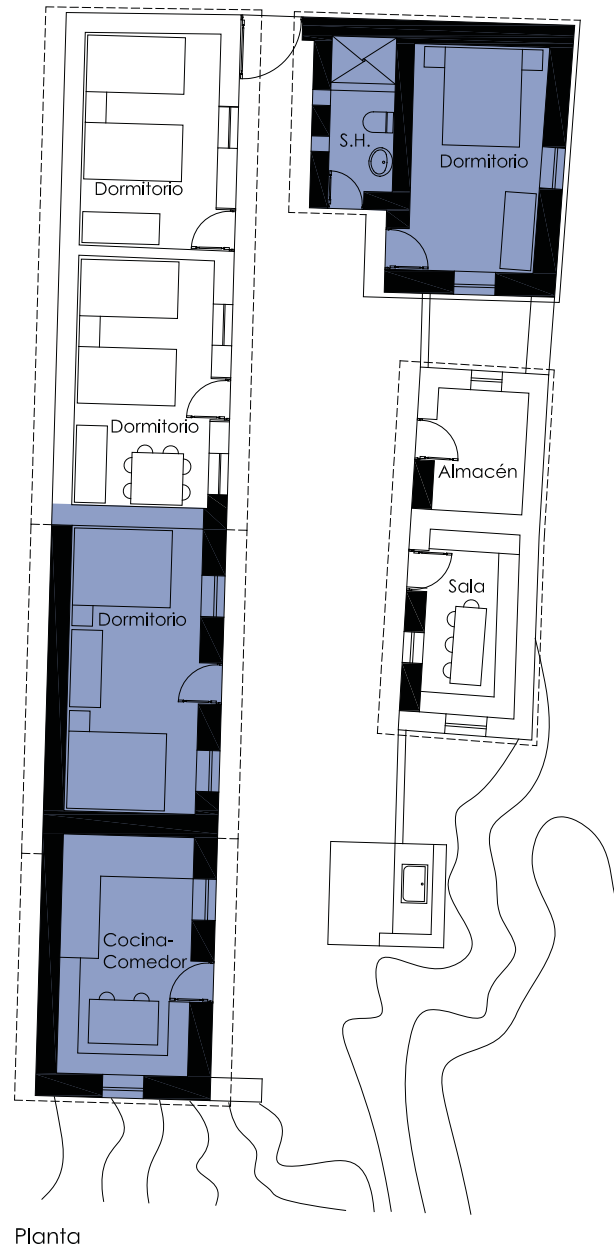 S.H.
Dormitorio
Dormitorio
Dormitorio
Almacén
Sala
Dormitorio
Cocina-
Comedor
Planta